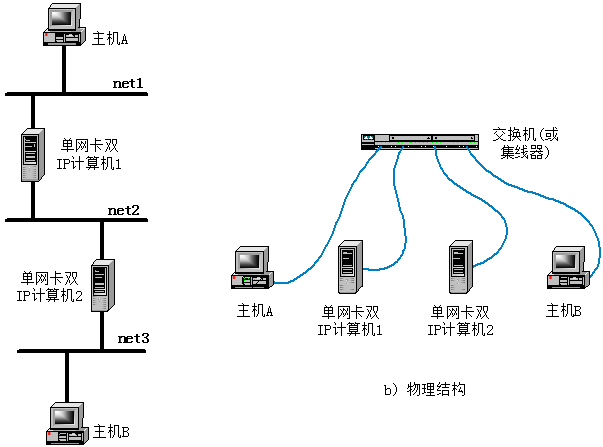 主机A
net1
单网卡双
IP计算机1
net2
单网卡双
IP计算机2
net3
主机B
交换机(或
集线器)
主机A
单网卡双
IP计算机1
单网卡双
IP计算机2
主机B
b) 物理结构